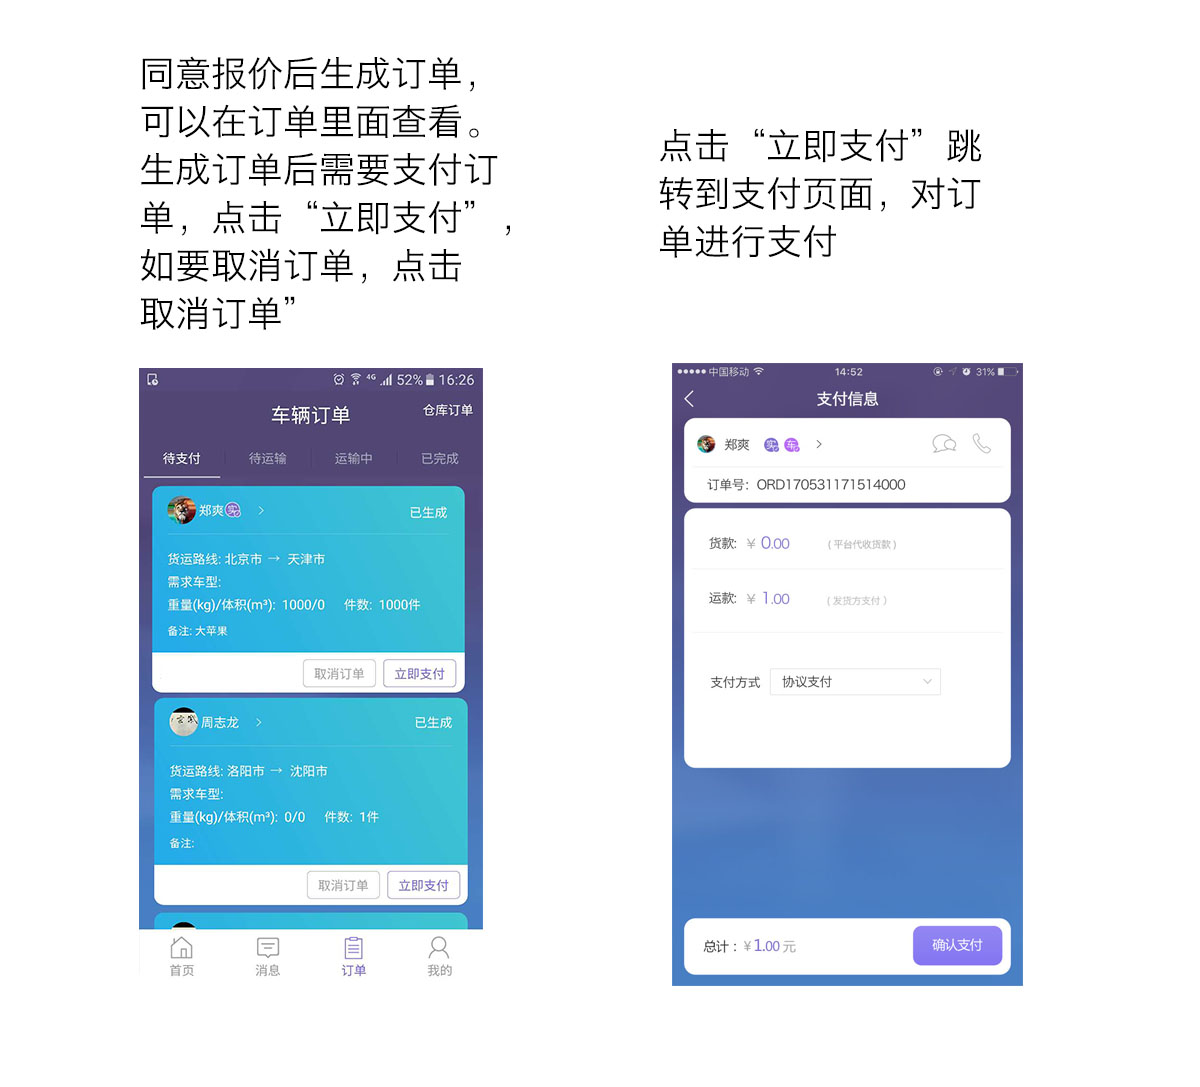 同意报价后生成订单，
可以在订单里面查看。
生成订单后需要支付订
单，点击“立即支付”，
如要取消订单，点击
取消订单”
点击“立即支付”跳
转到支付页面，对订
单进行支付
4G 52% 16:26
车辆订单 仓库订单
待支付 待运输 运输中 已完成
郑爽 实 已生成
货运路线: 北京市 → 天津市
需求车型:
重量(kg)/体积(m³): 1000/0 件数: 1000件
备注: 大苹果
取消订单 立即支付
周志龙 已生成
货运路线: 洛阳市 → 沈阳市
需求车型:
重量(kg)/体积(m³): 0/0 件数: 1件
备注:
取消订单 立即支付
首页 消息 订单 我的
中国移动 14:52 31%
支付信息
郑爽 实 车
订单号: ORD170531171514000
货款: ¥ 0.00 ( 平台代收货款 )
运款: ¥ 1.00 ( 发货方支付 )
支付方式 协议支付
总计：¥1.00 元 确认支付